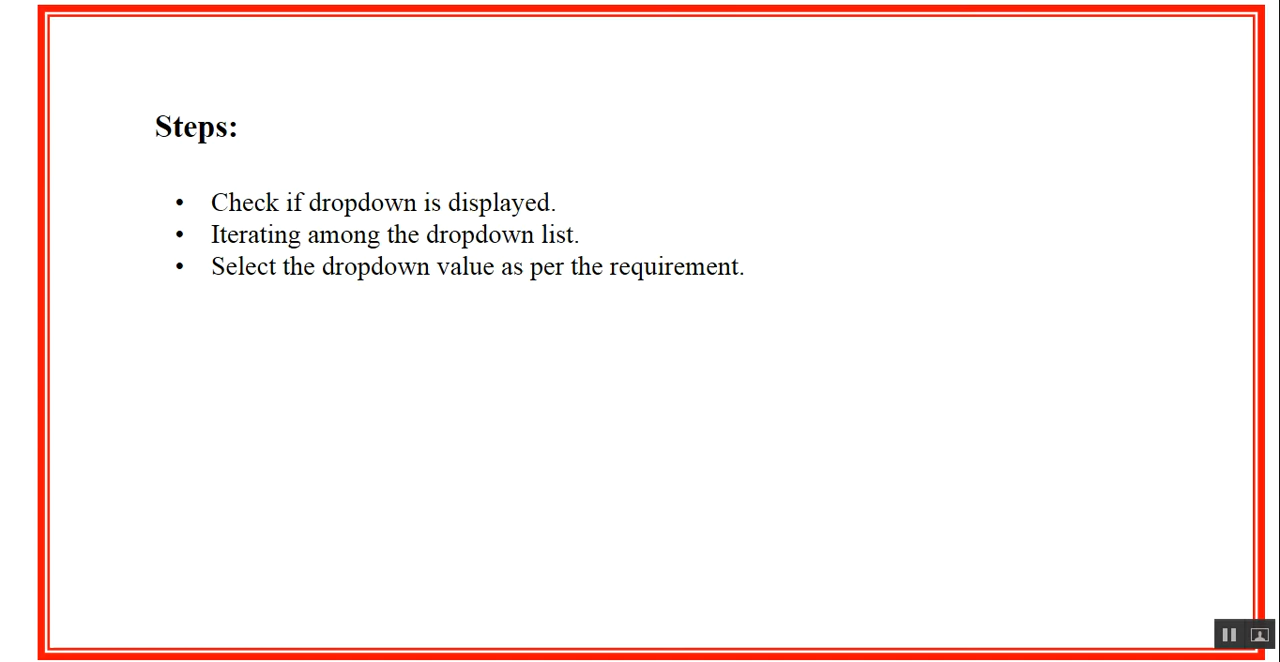 Steps:
• Check if dropdown is displayed.
• Iterating among the dropdown list.
• Select the dropdown value as per the requirement.